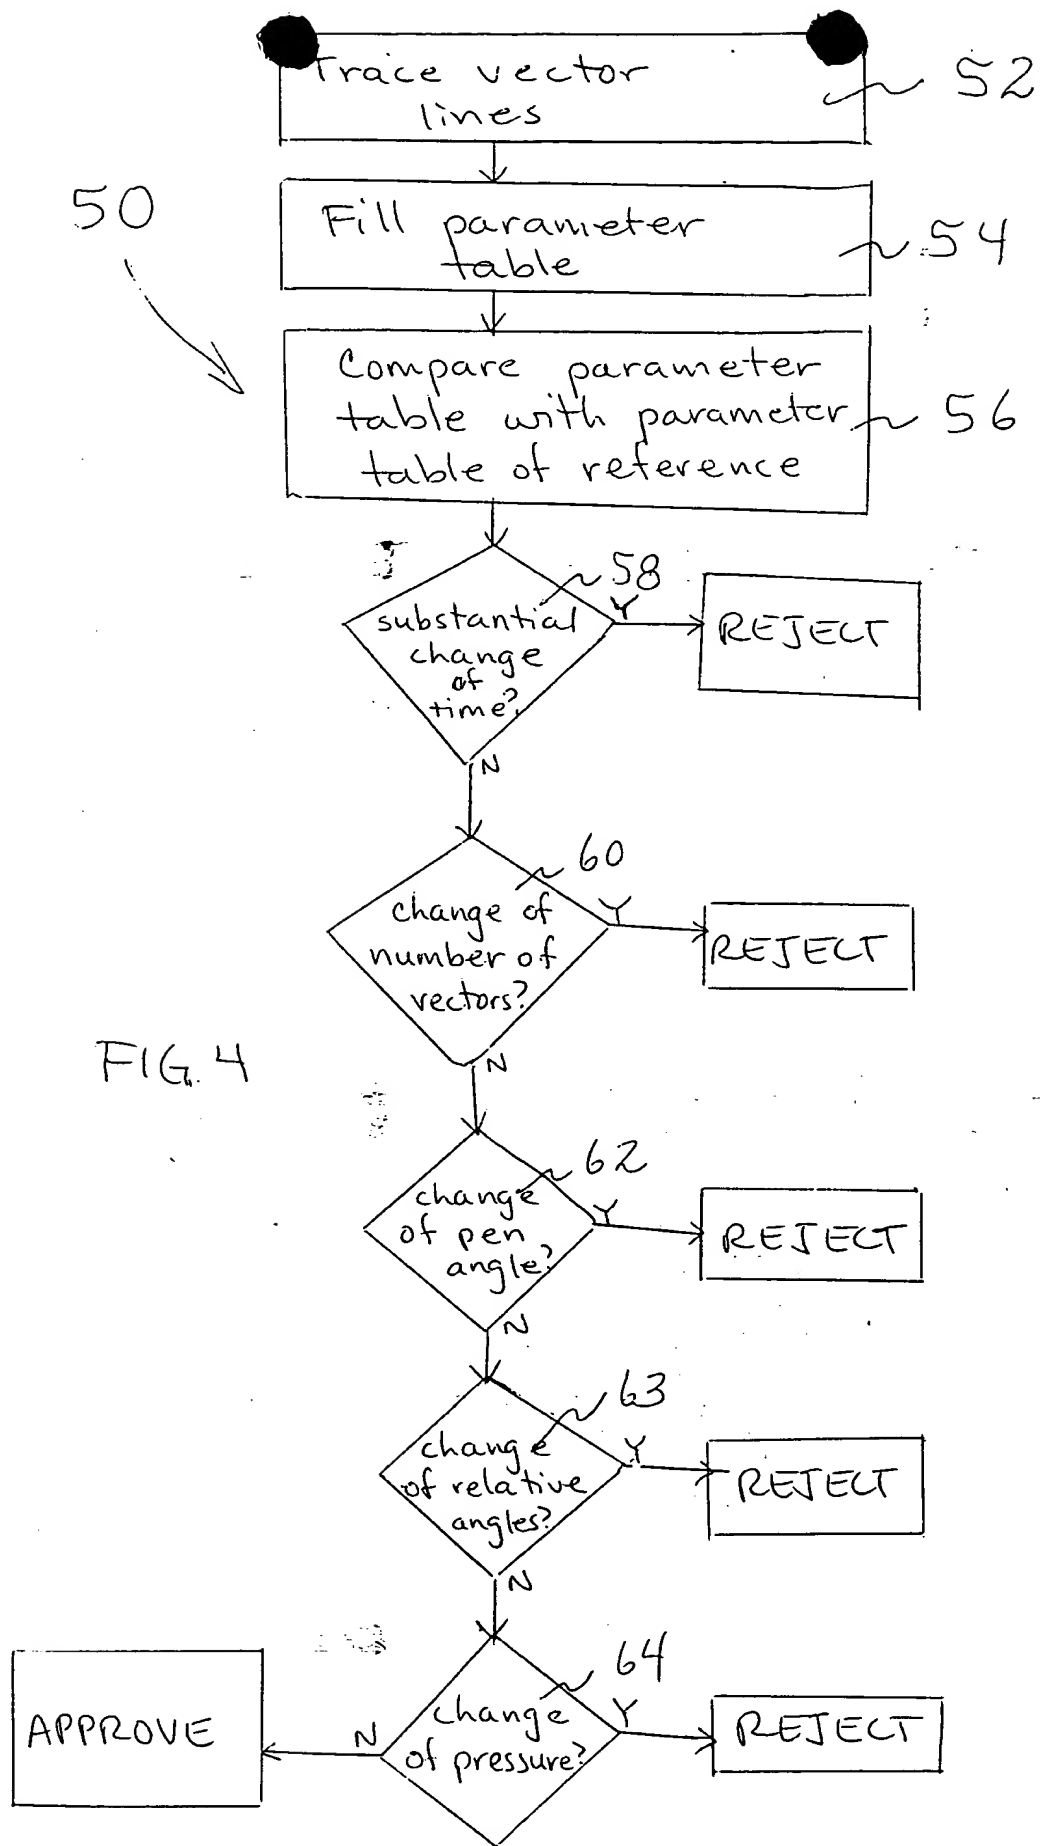 Trace vector
lines
52
50
Fill parameter
table
54
Compare parameter
table with parameter
table of reference
56
58
substantial
change
of
time?
Y
REJECT
N
60
change of
number of
vectors?
Y
REJECT
N
FIG. 4
62
change
of pen
angle?
Y
REJECT
N
63
change
of relative
angles?
Y
REJECT
N
64
change
of pressure?
Y
REJECT
N
APPROVE